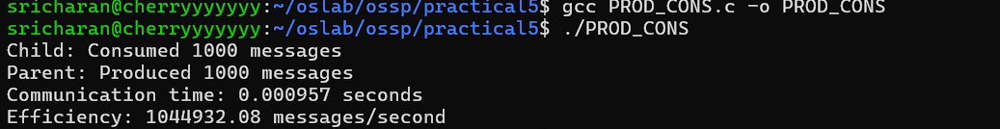 sricharan@cherryyyyyyy:~/oslab/ossp/practical5$ gcc PROD_CONS.c -o PROD_CONS
sricharan@cherryyyyyyy:~/oslab/ossp/practical5$ ./PROD_CONS
Child: Consumed 1000 messages
Parent: Produced 1000 messages
Communication time: 0.000957 seconds
Efficiency: 1044932.08 messages/second